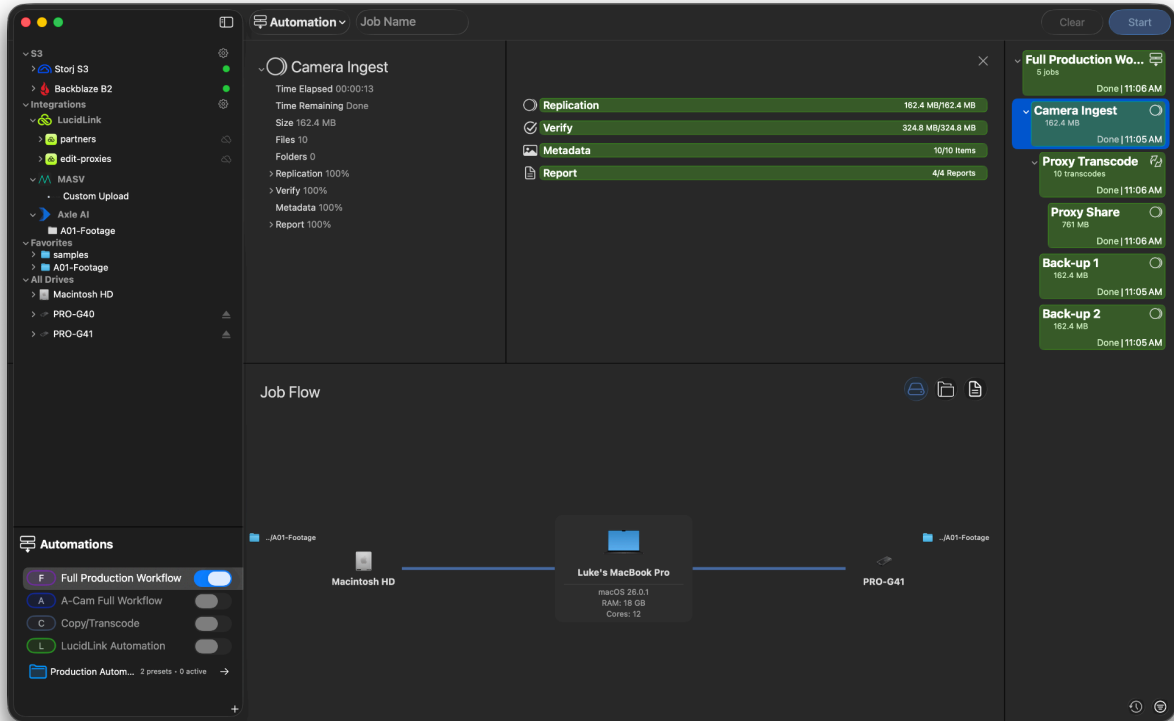 Automation
Job Name
Clear
Start
S3
Storj S3
Backblaze B2
Integrations
LucidLink
partners
edit-proxies
MASV
Custom Upload
Axle AI
A01-Footage
Favorites
samples
A01-Footage
All Drives
Macintosh HD
PRO-G40
PRO-G41
Automations
F Full Production Workflow
A A-Cam Full Workflow
C Copy/Transcode
L LucidLink Automation
Production Autom... 2 presets • 0 active
Camera Ingest
Time Elapsed 00:00:13
Time Remaining Done
Size 162.4 MB
Files 10
Folders 0
Replication 100%
Verify 100%
Metadata 100%
Report 100%
Replication 162.4 MB/162.4 MB
Verify 324.8 MB/324.8 MB
Metadata 10/10 Items
Report 4/4 Reports
Job Flow
../A01-Footage
Macintosh HD
Luke's MacBook Pro
macOS 26.0.1
RAM: 18 GB
Cores: 12
../A01-Footage
PRO-G41
Full Production Wo...
5 jobs
Done | 11:06 AM
Camera Ingest
162.4 MB
Done | 11:05 AM
Proxy Transcode
10 transcodes
Done | 11:06 AM
Proxy Share
761 MB
Done | 11:06 AM
Back-up 1
162.4 MB
Done | 11:05 AM
Back-up 2
162.4 MB
Done | 11:05 AM